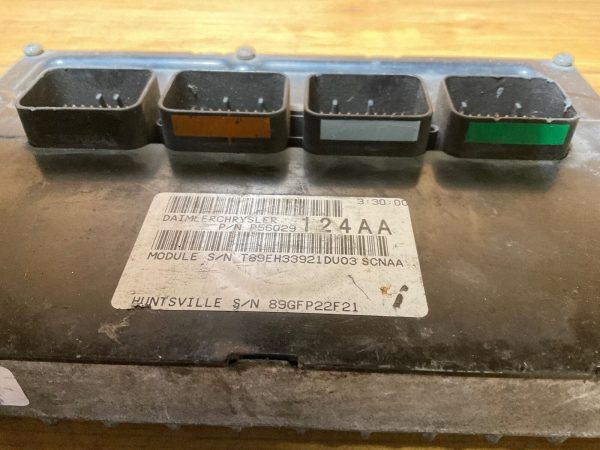 3:30:00
DAIMLERCHRYSLER
P/N P56029 124AA
MODULE S/N T89EH33921DU03 SCNAA
HUNTSVILLE S/N 89GFP22F21